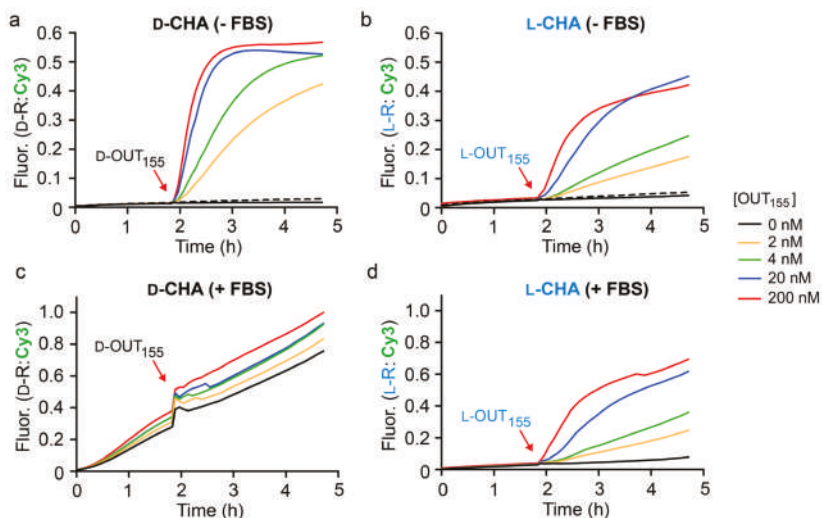 a
D-CHA (- FBS)
Fluor. (D-R:Cy3)
0.6
0.5
0.4
0.3
0.2
0.1
0
D-OUT155
0 1 2 3 4 5
Time (h)
b
L-CHA (- FBS)
Fluor. (L-R: Cy3)
0.6
0.5
0.4
0.3
0.2
0.1
0
L-OUT155
0 1 2 3 4 5
Time (h)
[OUT155]
0 nM
2 nM
4 nM
20 nM
200 nM
c
D-CHA (+ FBS)
Fluor. (D-R:Cy3)
1.0
0.8
0.6
0.4
0.2
0
D-OUT155
0 1 2 3 4 5
Time (h)
d
L-CHA (+ FBS)
Fluor. (L-R: Cy3)
1.0
0.8
0.6
0.4
0.2
0
L-OUT155
0 1 2 3 4 5
Time (h)